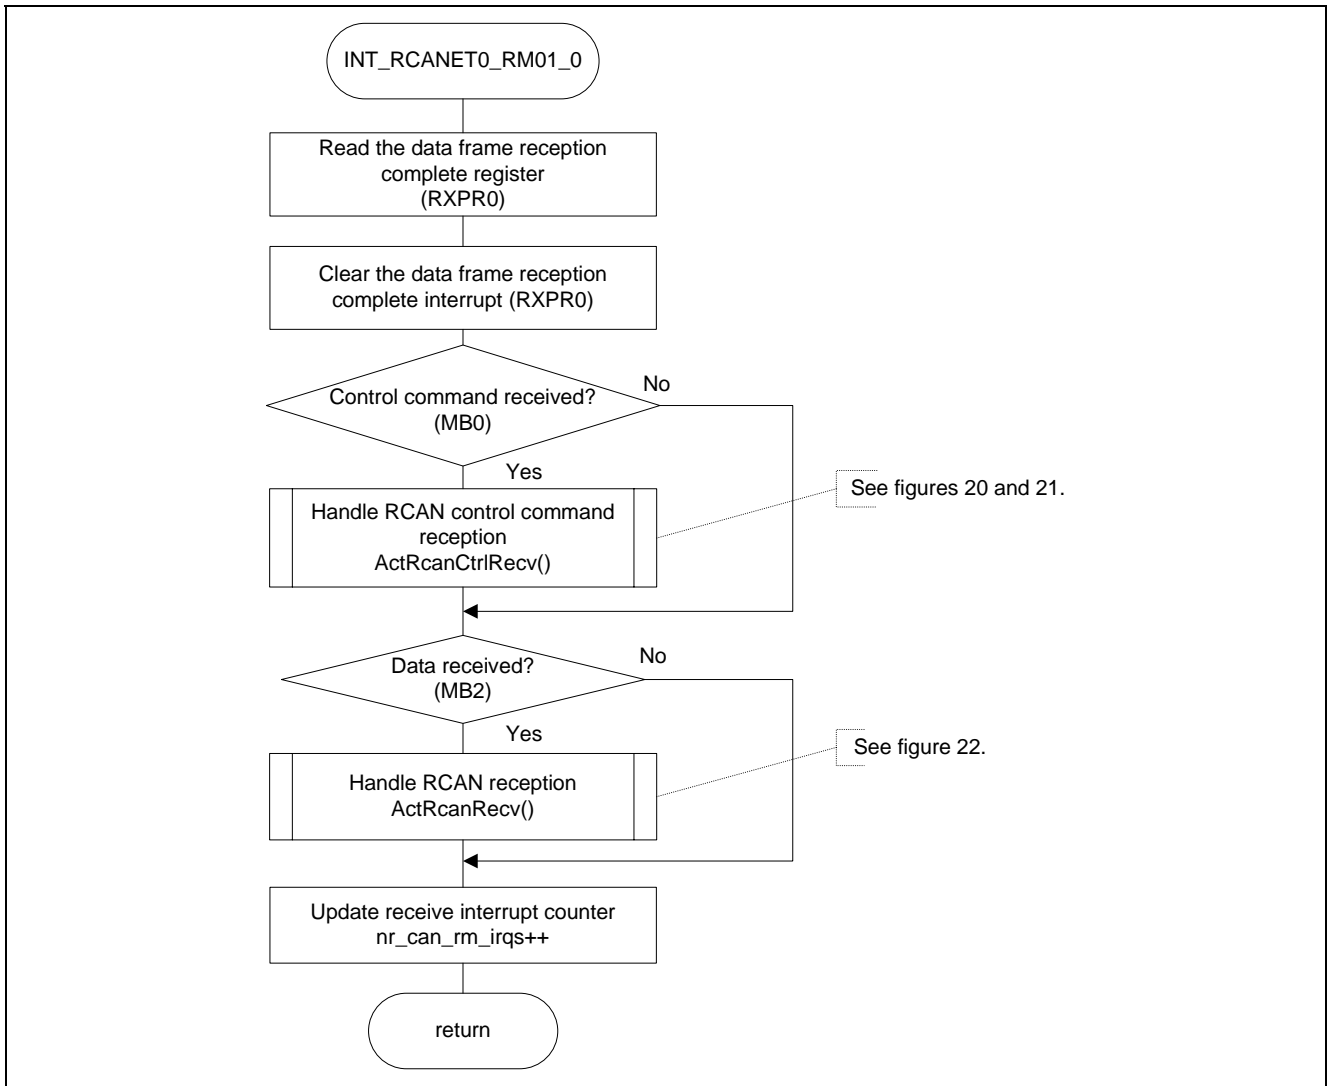 INT_RCANET0_RM01_0
Read the data frame reception
complete register
(RXPR0)
Clear the data frame reception
complete interrupt (RXPR0)
Control command received?
(MB0)
No
Yes
Handle RCAN control command
reception
ActRcanCtrlRecv()
See figures 20 and 21.
Data received?
(MB2)
No
Yes
Handle RCAN reception
ActRcanRecv()
See figure 22.
Update receive interrupt counter
nr_can_rm_irqs++
return